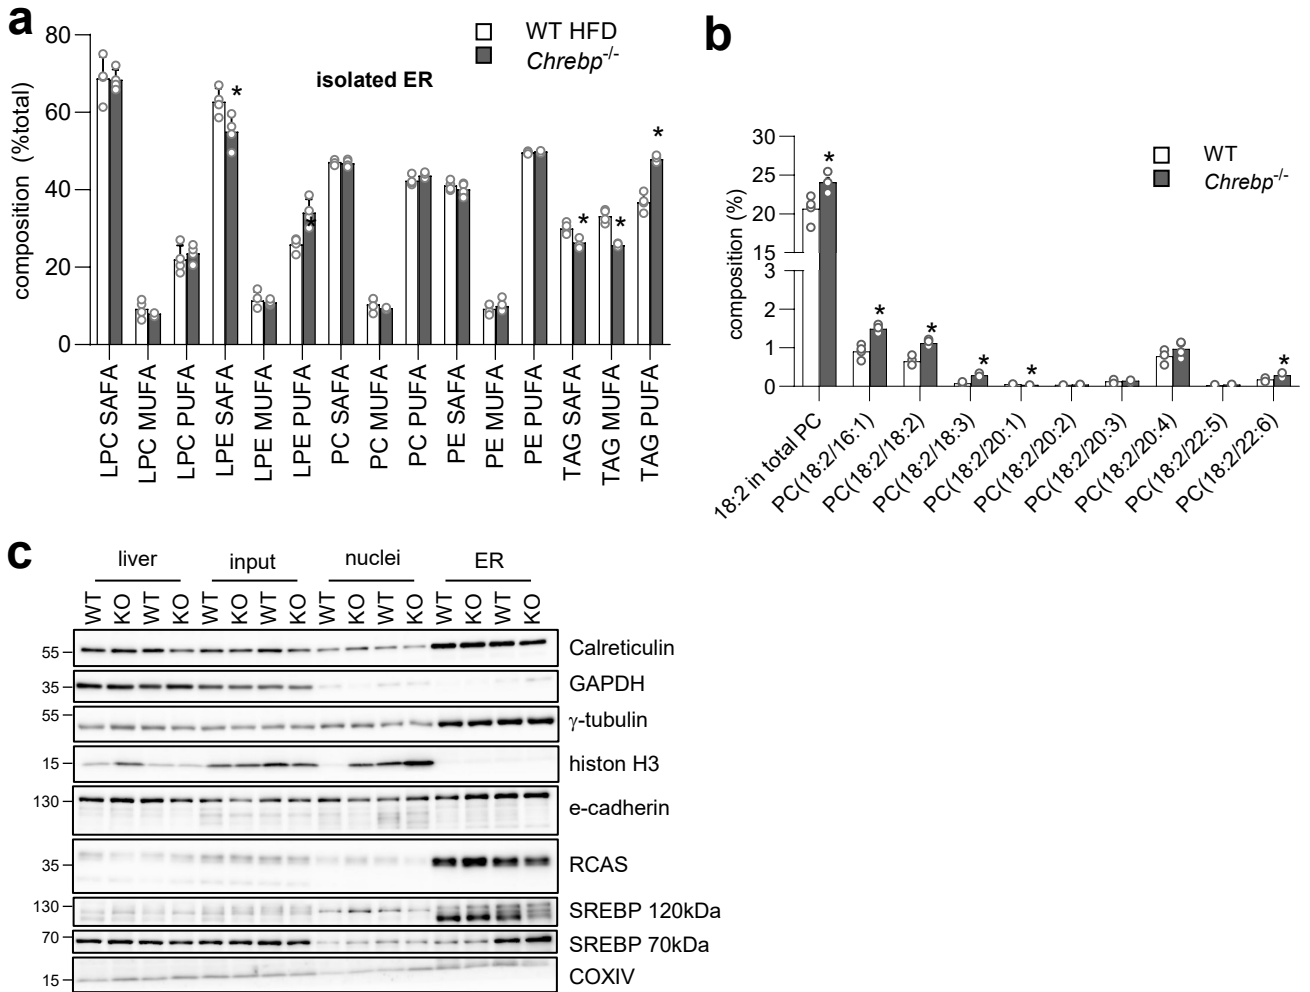 a
80
60
40
20
0
composition (%total)
WT HFD
Chrebp-/-
isolated ER
*
*
*
*
*
LPC SAFA
LPC MUFA
LPC PUFA
LPE SAFA
LPE MUFA
LPE PUFA
PC SAFA
PC MUFA
PC PUFA
PE SAFA
PE MUFA
PE PUFA
TAG SAFA
TAG MUFA
TAG PUFA
b
30
25
20
15
3
2
1
0
composition (%)
WT
Chrebp-/-
*
*
*
*
*
*
18:2 in total PC
PC(18:2/16:1)
PC(18:2/18:2)
PC(18:2/18:3)
PC(18:2/20:1)
PC(18:2/20:2)
PC(18:2/20:3)
PC(18:2/20:4)
PC(18:2/22:5)
PC(18:2/22:6)
c
liver input nuclei ER
WT KO WT KO WT KO WT KO WT KO WT KO WT KO WT KO
55 Calreticulin
35 GAPDH
55 γ-tubulin
15 histon H3
130 e-cadherin
35 RCAS
130 SREBP 120kDa
70 SREBP 70kDa
15 COXIV